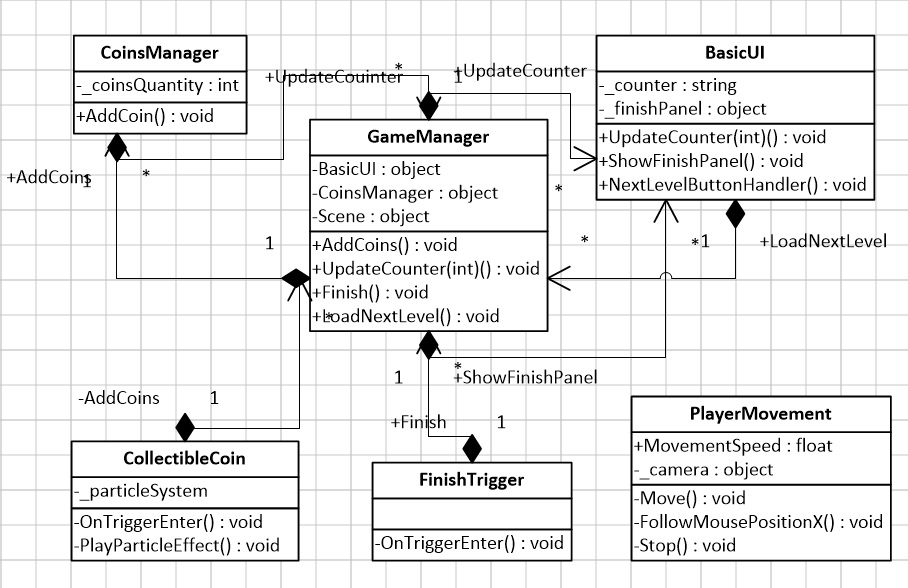 CoinsManager
-_coinsQuantity : int
+AddCoin() : void
+UpdateCounter
*
1
+UpdateCounter
BasicUI
-_counter : string
-_finishPanel : object
+UpdateCounter(int)() : void
+ShowFinishPanel() : void
+NextLevelButtonHandler() : void
+AddCoins
1
*
GameManager
-BasicUI : object
-CoinsManager : object
-Scene : object
+AddCoins() : void
+UpdateCounter(int)() : void
+Finish() : void
+LoadNextLevel() : void
*
1
*
*
1
+LoadNextLevel
*
*
+ShowFinishPanel
1
-AddCoins
1
+Finish
1
CollectibleCoin
-_particleSystem
-OnTriggerEnter() : void
-PlayParticleEffect() : void
FinishTrigger
-OnTriggerEnter() : void
PlayerMovement
+MovementSpeed : float
-_camera : object
-Move() : void
-FollowMousePositionX() : void
-Stop() : void